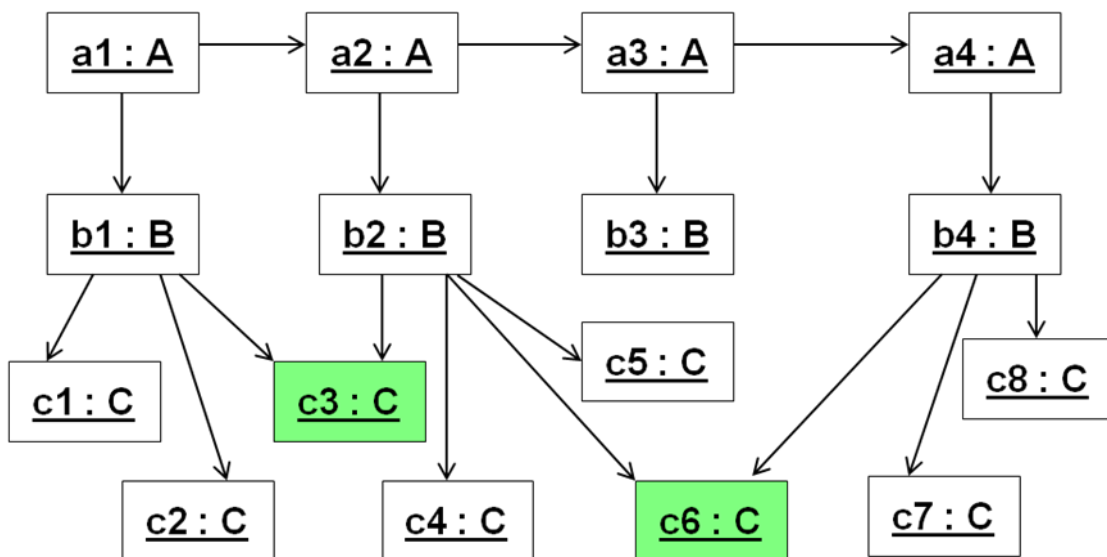 a1 : A
a2 : A
a3 : A
a4 : A
b1 : B
b2 : B
b3 : B
b4 : B
c1 : C
c3 : C
c5 : C
c8 : C
c2 : C
c4 : C
c6 : C
c7 : C